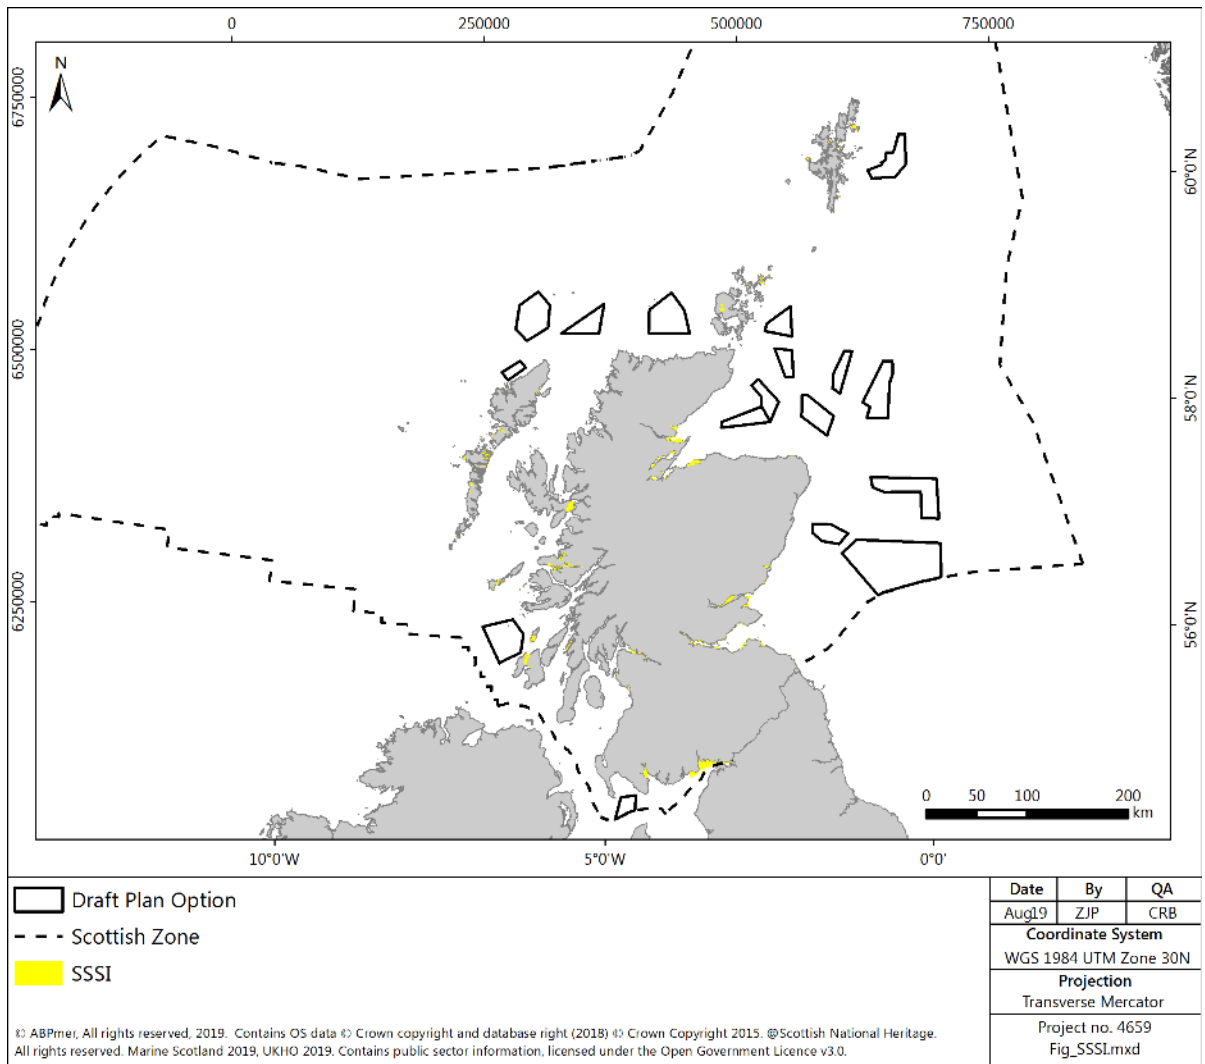 0 250000 500000 750000
N
6750000
6500000
6250000
60°0'N
58°0'N
56°0'N
0 50 100 200
km
10°0'W 5°0'W 0°0'
Draft Plan Option
Scottish Zone
SSSI
© ABPmer, All rights reserved, 2019. Contains OS data © Crown copyright and database right (2018) © Crown Copyright 2015. @Scottish National Heritage.
All rights reserved. Marine Scotland 2019, UKHO 2019. Contains public sector information, licensed under the Open Government Licence v3.0.
Date By QA
Aug19 ZJP CRB
Coordinate System
WGS 1984 UTM Zone 30N
Projection
Transverse Mercator
Project no. 4659
Fig_SSSI.mxd